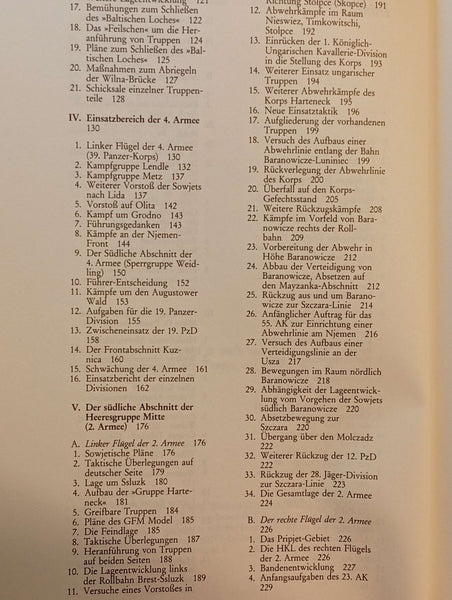 121
17. Bemühungen zum Schließen
des »Baltischen Loches«
122
18. Das »Feilschen« um die Her-
anführung von Truppen 124
19. Pläne zum Schließen des »Bal-
tischen Loches« 125
20. Maßnahmen zum Abriegeln
der Wilna-Brücke 127
21. Schicksale einzelner Truppen-
teile 128
IV. Einsatzbereich der 4. Armee
130
1. Linker Flügel der 4. Armee
(39. Panzer-Korps) 130
2. Kampfgruppe Lendle 132
3. Kampfgruppe Metz 137
4. Weiterer Vorstoß der Sowjets
nach Lida 137
5. Vorstoß auf Olita 142
6. Kampf um Grodno 143
7. Führungsgedanken 143
8. Kämpfe an der Njemen-
Front 144
9. Der Südliche Abschnitt der
4. Armee (Sperrgruppe Weid-
ling) 150
10. Führer-Entscheidung 152
11. Kämpfe um den Augustower
Wald 153
12. Aufgaben für die 19. Panzer-
Division 155
13. Zwischeneinsatz der 19. PzD
158
14. Der Frontabschnitt Kuz-
nica 160
15. Schwächung der 4. Armee 161
16. Einsatzbericht der einzelnen
Divisionen 162
V. Der südliche Abschnitt der
Heeresgruppe Mitte
(2. Armee) 176
A. Linker Flügel der 2. Armee 176
1. Sowjetische Pläne 176
2. Taktische Überlegungen auf
deutscher Seite 179
3. Lage um Ssluzk 180
4. Aufbau der »Gruppe Harte-
neck« 181
5. Greifbare Truppen 184
6. Pläne des GFM Model 185
7. Die Feindlage 185
8. Taktische Überlegungen 187
9. Heranführung von Truppen
auf beiden Seiten 188
10. Die Lageentwicklung links
der Rollbahn Brest-Ssluzk 189
11. Versuche eines Vorstoßes in
Richtung Stolpce (Skopce) 191
12. Abwehrkämpfe im Raum
Nieswiez, Timkowitschi,
Stolpce 192
13. Einrücken der 1. Königlich-
Ungarischen Kavallerie-Division
in die Stellung des Korps 193
14. Weiterer Einsatz ungarischer
Truppen 194
15. Weitere Abwehrkämpfe des
Korps Harteneck 195
16. Neue Einsatztaktik 196
17. Aufgliederung der vorhandenen
Truppen 199
18. Versuch des Aufbaus einer
Abwehrlinie entlang der Bahn
Baranowicze-Luniniec 199
19. Rückverlegung der Abwehrlinie
des Korps 200
20. Überfall auf den Korps-
Gefechtsstand 205
21. Weitere Rückzugskämpfe 208
22. Kämpfe im Vorfeld von Bara-
nowicze rechts der Roll-
bahn 209
23. Vorbereitung der Abwehr in
Höhe Baranowicze 212
24. Abbau der Verteidigung von
Baranowicze, Absetzen auf
den Mayzanka-Abschnitt 212
25. Rückzug aus und um Barano-
wicze zur Szczara-Linie 214
26. Anfänglicher Auftrag für das
55. AK zur Einrichtung einer
Abwehrlinie am Njemen 216
27. Versuch des Aufbaus einer
Verteidigungslinie an der
Usza 217
28. Bewegungen im Raum nördlich
Baranowicze 218
29. Abhängigkeit der Lageentwick-
lung vom Vorgehen der Sowjets
südlich Baranowicze 220
30. Absetzbewegung zur
Szczara 220
31. Übergang über den Molczadz
222
32. Weiterer Rückzug der 12. PzD
222
33. Rückzug der 28. Jäger-Division
zur Szczara-Linie 223
34. Die Gesamtlage der 2. Armee
224
B. Der rechte Flügel der 2. Armee
226
1. Das Pripjet-Gebiet 226
2. Die HKL des rechten Flügels
der 2. Armee 226
3. Bandenentwicklung 227
4. Anfangsaufgaben des 23. AK
229